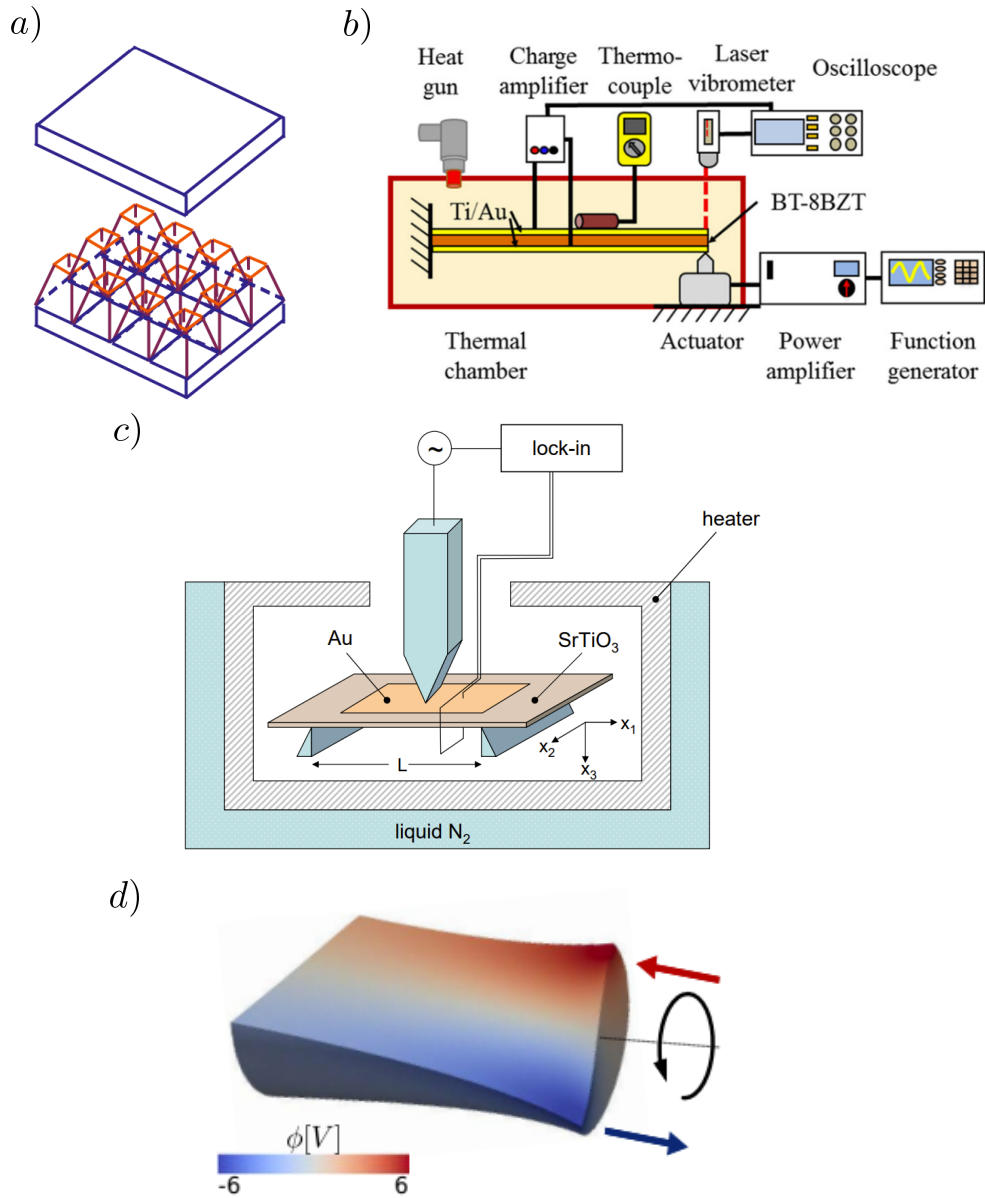 a)
b)
Heat
gun
Charge
amplifier
Thermo-
couple
Laser
vibrometer
Oscilloscope
Ti/Au
BT-8BZT
Thermal
chamber
Actuator
Power
amplifier
Function
generator
c)
~
lock-in
heater
Au
SrTiO₃
x₁
x₂
x₃
L
liquid N₂
d)
ϕ[V]
-6
6